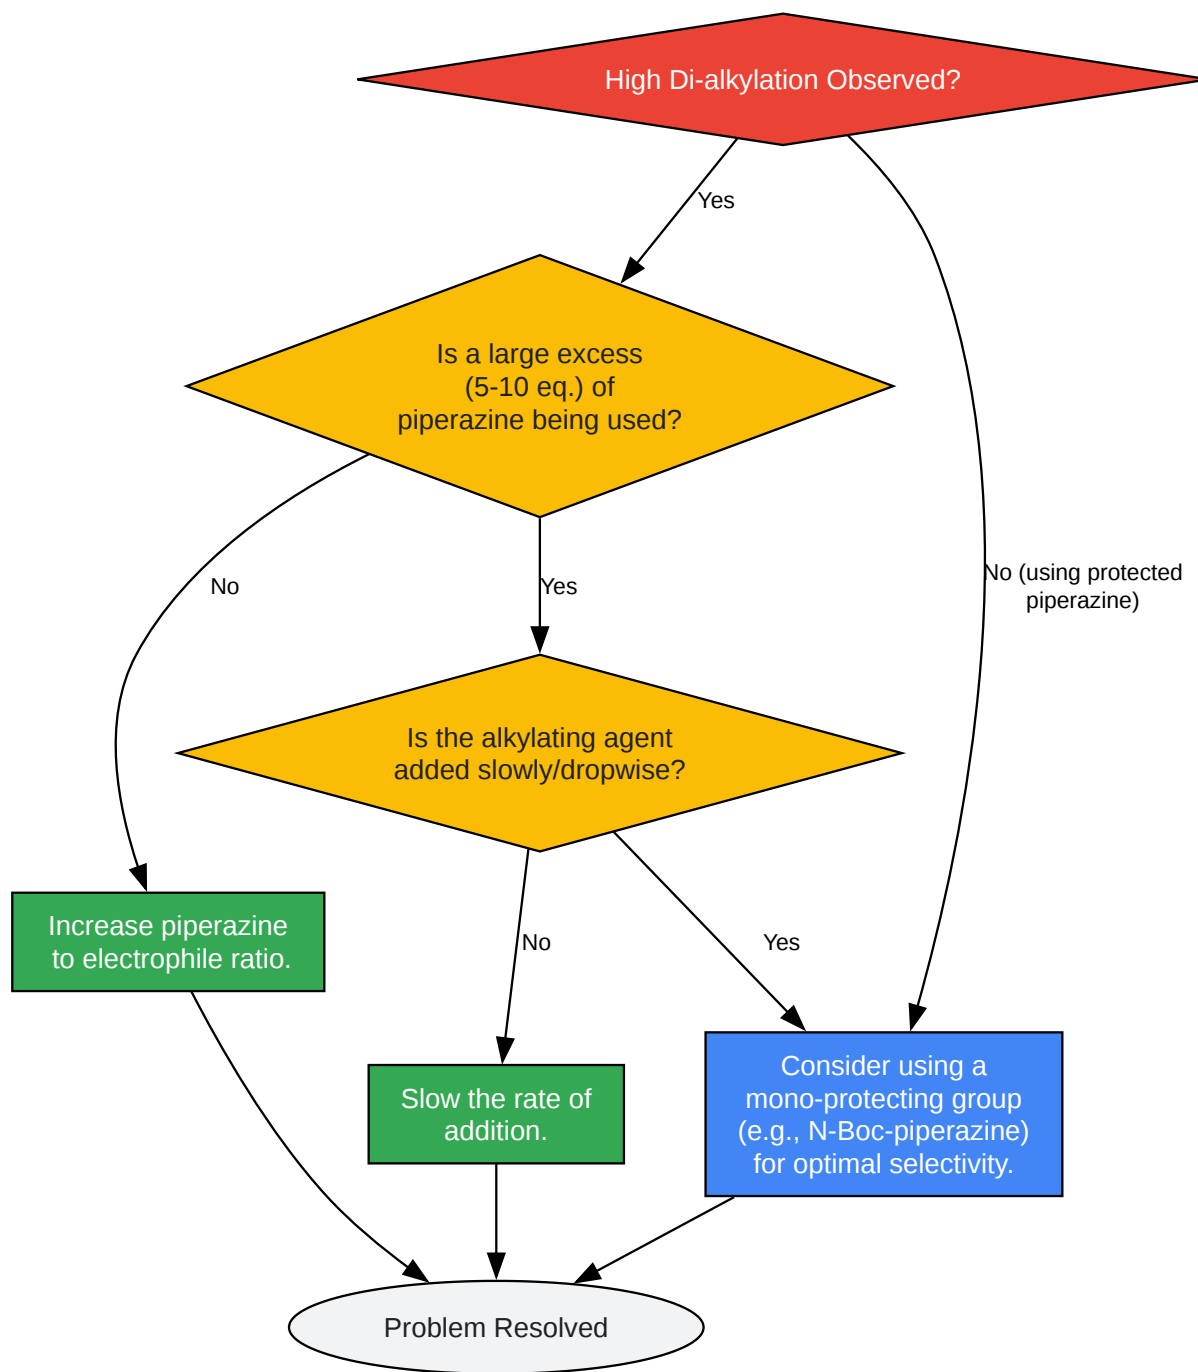 High Di-alkylation Observed?
Yes
Is a large excess
(5-10 eq.) of
piperazine being used?
No (using protected
piperazine)
No
Yes
Is the alkylating agent
added slowly/dropwise?
Increase piperazine
to electrophile ratio.
No
Yes
Slow the rate of
addition.
Consider using a
mono-protecting group
(e.g., N-Boc-piperazine)
for optimal selectivity.
Problem Resolved